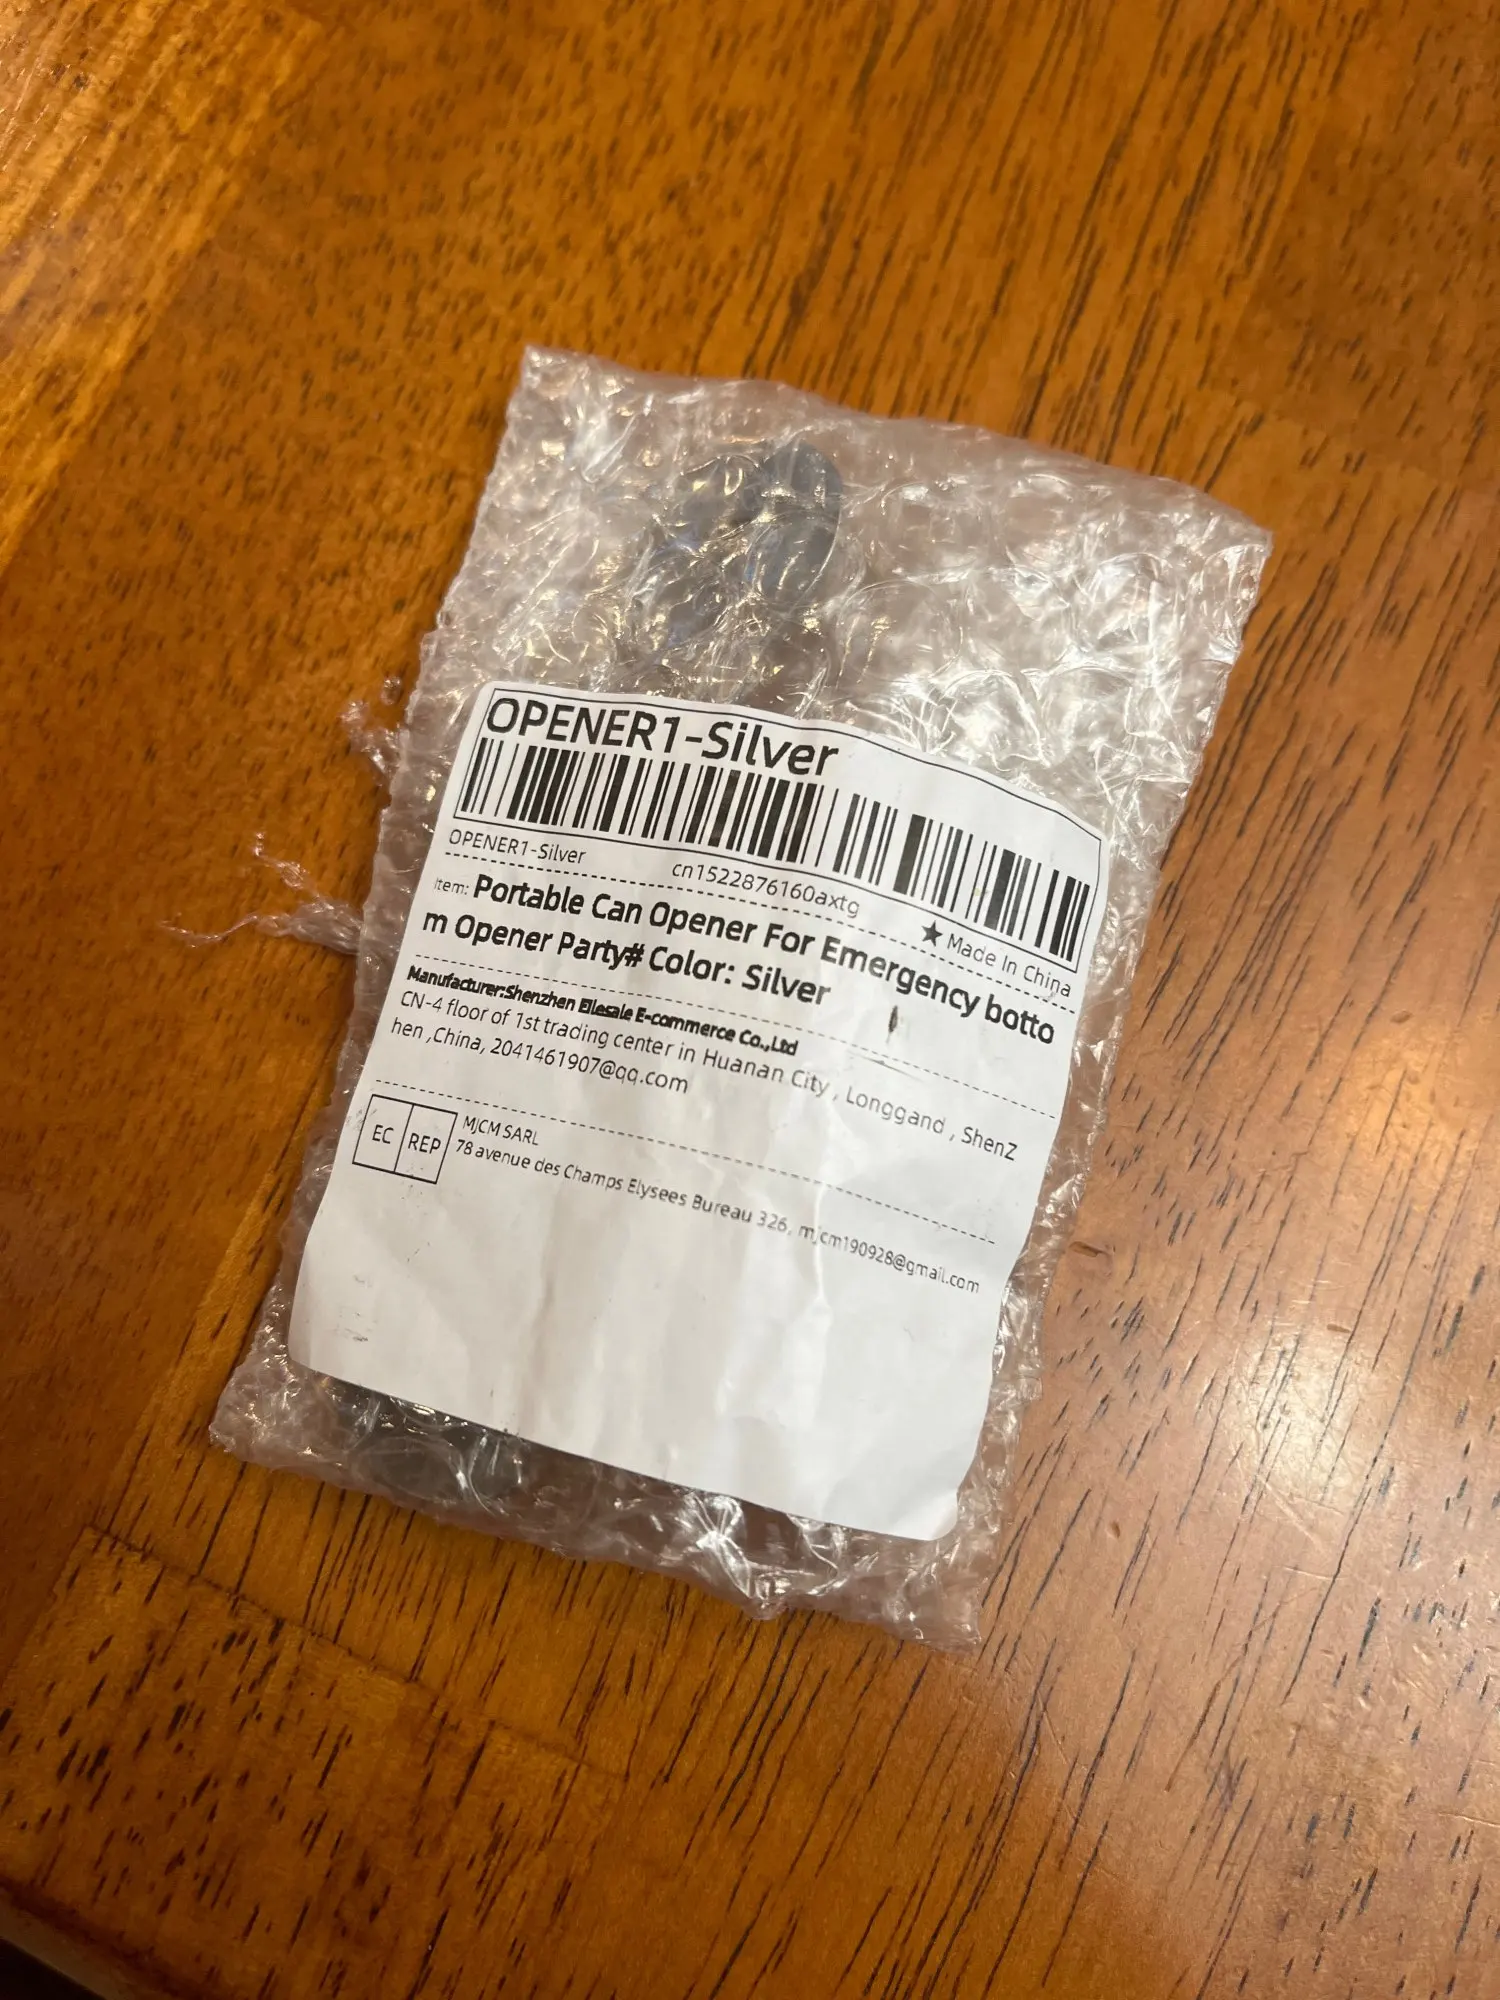 OPENER1-Silver
OPENER1-Silver
cn1522876160axtg
★ Made In China
Item: Portable Can Opener For Emergency botto
m Opener Party# Color: Silver
Manufacturer:Shenzhen Ellesale E-commerce Co.,Ltd
CN-4 floor of 1st trading center in Huanan City , Longgand , ShenZ
hen ,China, 2041461907@qq.com
EC REP
MJCM SARL
78 avenue des Champs Elysees Bureau 326, mjcm190928@gmail.com